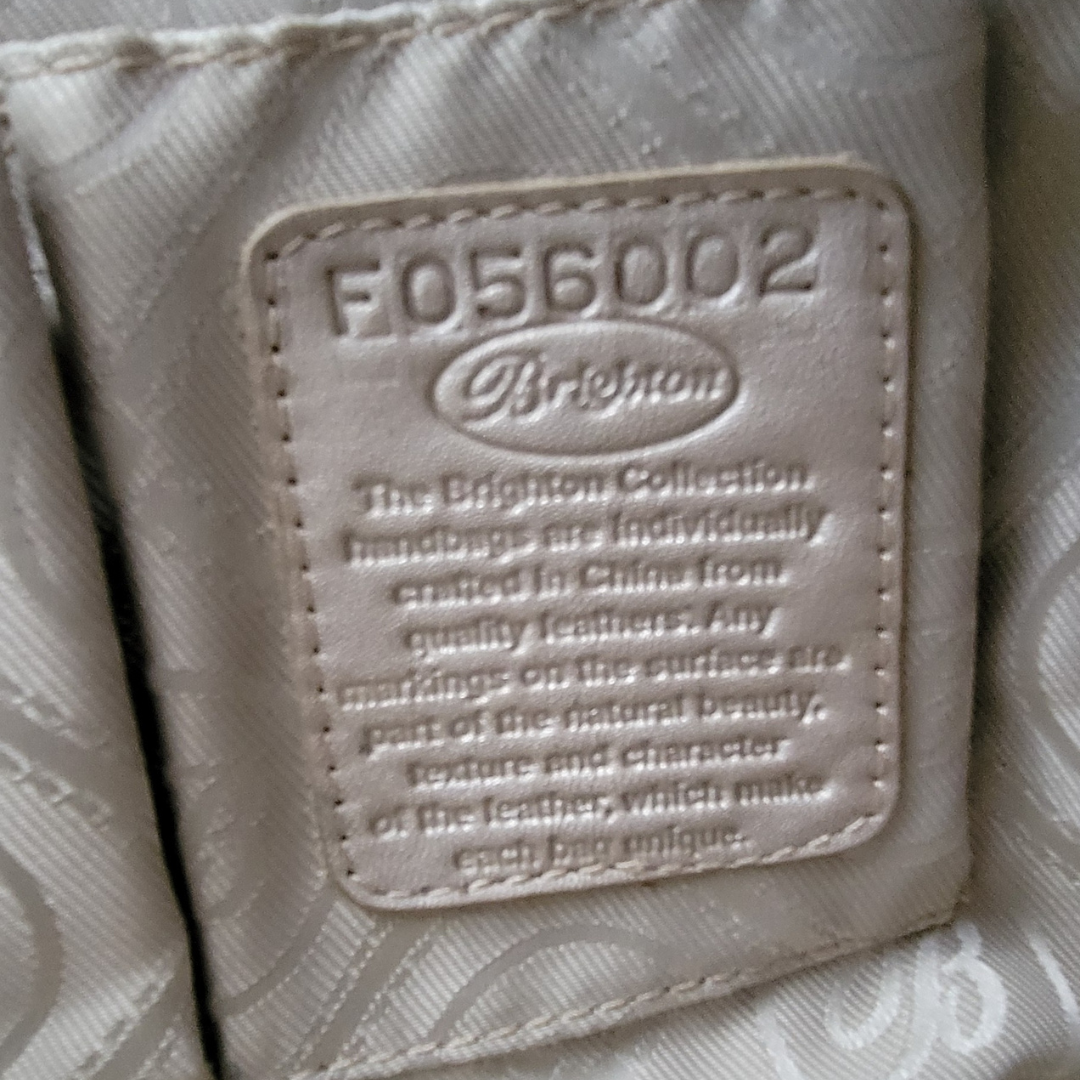 F056002
Brighton
The Brighton Collection
handbags are individually
crafted in China from
quality leathers. Any
markings on the surface are
part of the natural beauty,
texture and character
of the leather, which make
each bag unique.
B